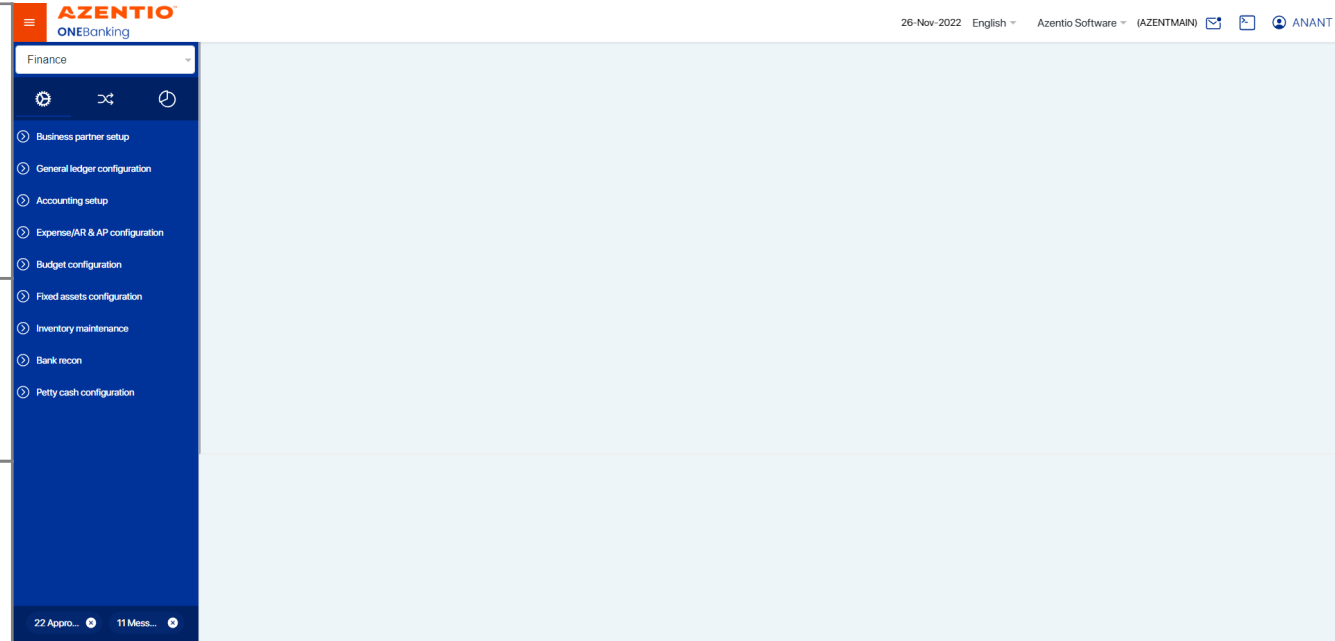 AZENTIO
ONEBanking
26-Nov-2022 English Azentio Software (AZENTMAIN) ANANT
Finance
Business partner setup
General ledger configuration
Accounting setup
Expense/AR & AP configuration
Budget configuration
Fixed assets configuration
Inventory maintenance
Bank recon
Petty cash configuration
22 Appro... 11 Mess...